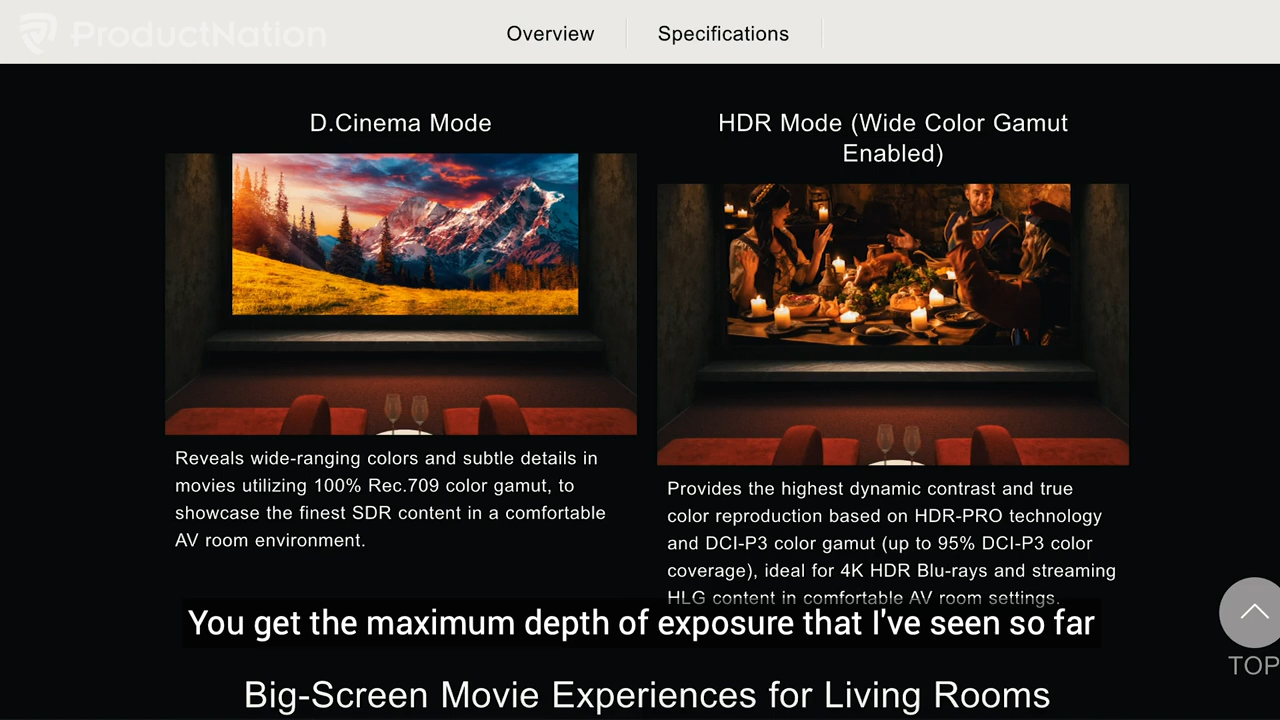 ProductNation
Overview
Specifications
D.Cinema Mode
HDR Mode (Wide Color Gamut
Enabled)
Reveals wide-ranging colors and subtle details in
movies utilizing 100% Rec.709 color gamut, to
showcase the finest SDR content in a comfortable
AV room environment.
Provides the highest dynamic contrast and true
color reproduction based on HDR-PRO technology
and DCI-P3 color gamut (up to 95% DCI-P3 color
coverage), ideal for 4K HDR Blu-rays and streaming
HLG content in comfortable AV room settings.
You get the maximum depth of exposure that I've seen so far
TOP
Big-Screen Movie Experiences for Living Rooms